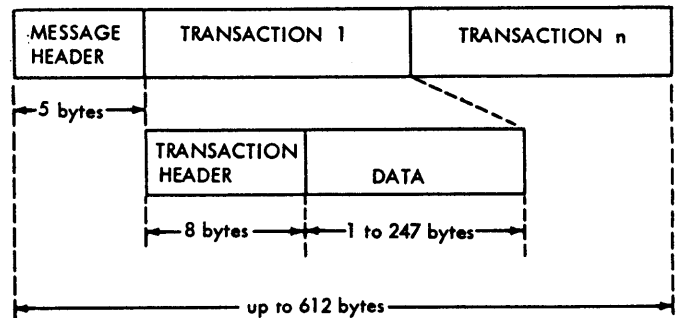 MESSAGE HEADER
TRANSACTION 1
TRANSACTION n
5 bytes
TRANSACTION HEADER
DATA
8 bytes
1 to 247 bytes
up to 612 bytes